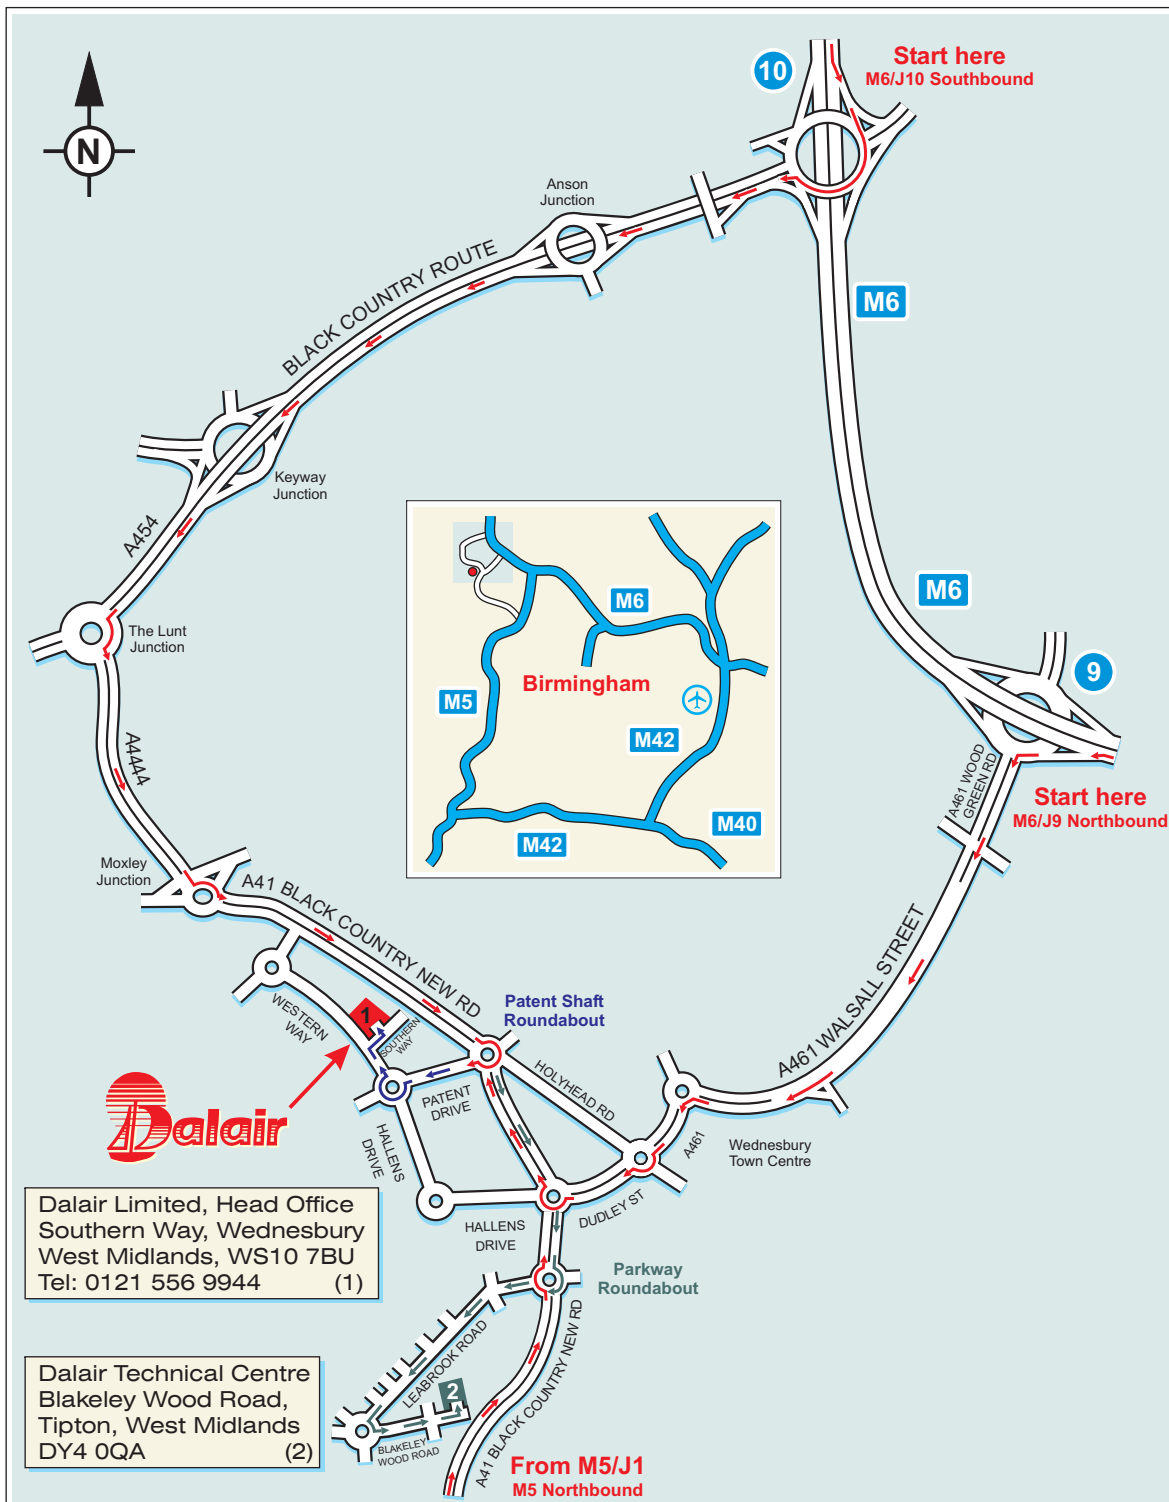 10
Start here
M6/J10 Southbound
N
Anson
Junction
BLACK COUNTRY ROUTE
M6
Keyway
Junction
A454
M6
The Lunt
Junction
9
M6
Birmingham
M5
M42
M40
M42
A4444
A461 WOOD
GREEN RD
Start here
M6/J9 Northbound
Moxley
Junction
A41 BLACK COUNTRY NEW RD
A461 WALSALL STREET
WESTERN
WAY
1
SOUTHERN
WAY
Patent Shaft
Roundabout
HOLYHEAD RD
PATENT
DRIVE
Dalair
HALLENS
DRIVE
A461
Wednesbury
Town Centre
Dalair Limited, Head Office
Southern Way, Wednesbury
West Midlands, WS10 7BU
Tel: 0121 556 9944 (1)
HALLENS
DRIVE
DUDLEY ST
Parkway
Roundabout
LEABROOK ROAD
A41 BLACK COUNTRY NEW RD
2
Dalair Technical Centre
Blakeley Wood Road,
Tipton, West Midlands
DY4 0QA (2)
BLAKELEY
WOOD ROAD
From M5/J1
M5 Northbound